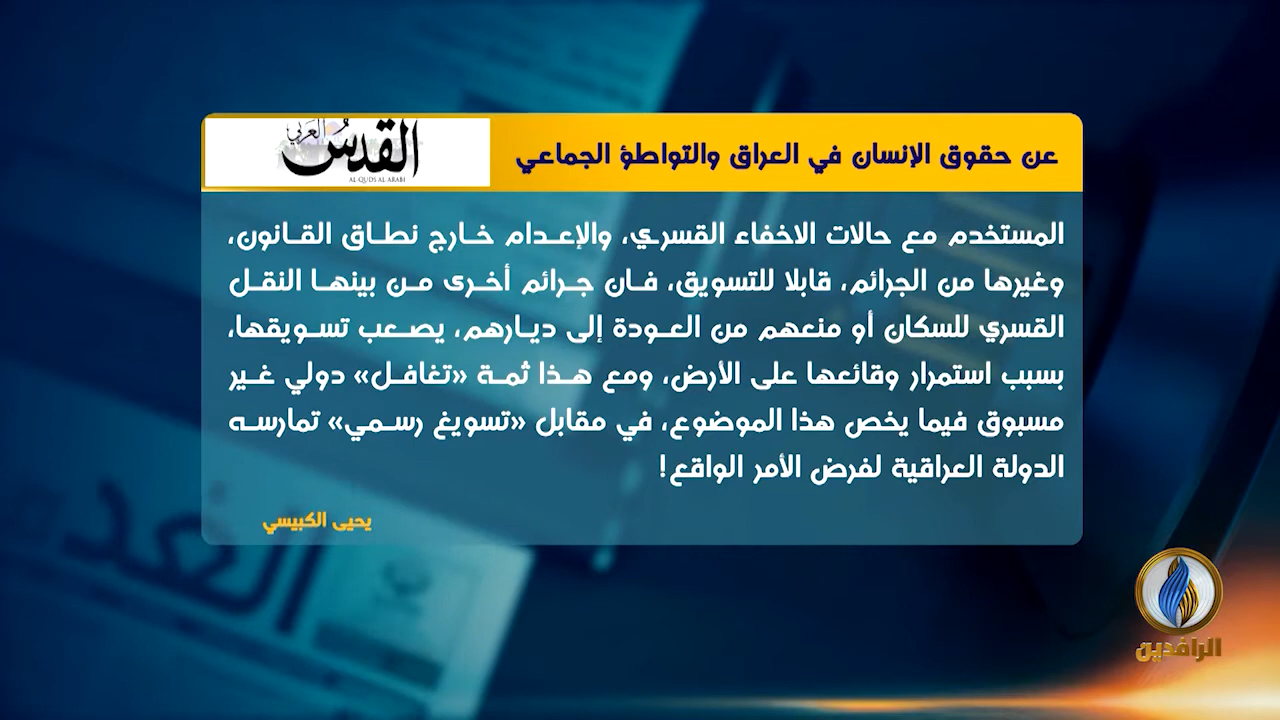 عن حقوق الإنسان في العراق والتواطؤ الجماعي
القدس العربي
AL QUDS AL ARABI
المستخدم مع حالات الاخفاء القسري، والإعدام خارج نطاق القانون،
وغيرها من الجرائم، قابلا للتسويق، فان جرائم أخرى من بينها النقل
القسري للسكان أو منعهم من العودة إلى ديارهم، يصعب تسويقها،
بسبب استمرار وقائعها على الأرض، ومع هذا ثمة «تغافل» دولي غير
مسبوق فيما يخص هذا الموضوع، في مقابل «تسويغ رسمي» تمارسه
الدولة العراقية لفرض الأمر الواقع!
يحيى الكبيسي
الرافدين